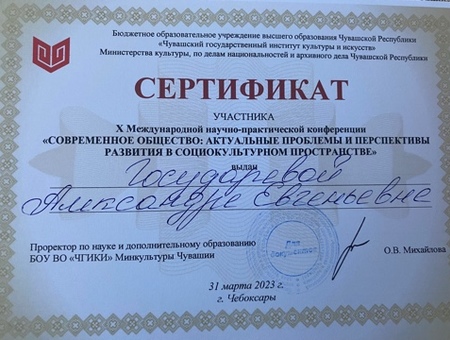 Бюджетное образовательное учреждение высшего образования Чувашской Республики
«Чувашский государственный институт культуры и искусств»
Министерства культуры, по делам национальностей и архивного дела Чувашской Республики
СЕРТИФИКАТ
УЧАСТНИКА
X Международной научно-практической конференции
«СОВРЕМЕННОЕ ОБЩЕСТВО: АКТУАЛЬНЫЕ ПРОБЛЕМЫ И ПЕРСПЕКТИВЫ
РАЗВИТИЯ В СОЦИОКУЛЬТУРНОМ ПРОСТРАНСТВЕ»
выдан
Государевой
Александре Евгеньевне
Проректор по науке и дополнительному образованию
БОУ ВО «ЧГИКИ» Минкультуры Чувашии
Для
документов
О.В. Михайлова
31 марта 2023 г.
г. Чебоксары